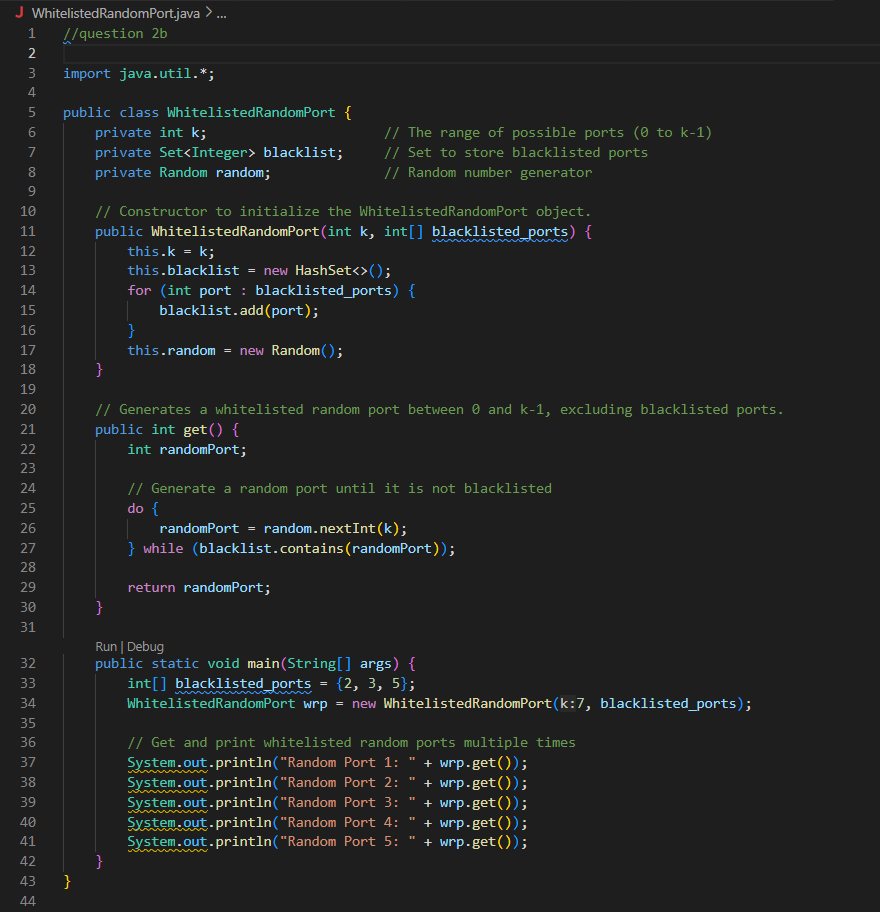 J WhitelistedRandomPort.java > ...
1 //question 2b
2
3 import java.util.*;
4
5 public class WhitelistedRandomPort {
6     private int k;                      // The range of possible ports (0 to k-1)
7     private Set<Integer> blacklist;     // Set to store blacklisted ports
8     private Random random;              // Random number generator
9
10     // Constructor to initialize the WhitelistedRandomPort object.
11     public WhitelistedRandomPort(int k, int[] blacklisted_ports) {
12         this.k = k;
13         this.blacklist = new HashSet<>();
14         for (int port : blacklisted_ports) {
15             blacklist.add(port);
16         }
17         this.random = new Random();
18     }
19
20     // Generates a whitelisted random port between 0 and k-1, excluding blacklisted ports.
21     public int get() {
22         int randomPort;
23
24         // Generate a random port until it is not blacklisted
25         do {
26             randomPort = random.nextInt(k);
27         } while (blacklist.contains(randomPort));
28
29         return randomPort;
30     }
31
Run | Debug
32     public static void main(String[] args) {
33         int[] blacklisted_ports = {2, 3, 5};
34         WhitelistedRandomPort wrp = new WhitelistedRandomPort(k:7, blacklisted_ports);
35
36         // Get and print whitelisted random ports multiple times
37         System.out.println("Random Port 1: " + wrp.get());
38         System.out.println("Random Port 2: " + wrp.get());
39         System.out.println("Random Port 3: " + wrp.get());
40         System.out.println("Random Port 4: " + wrp.get());
41         System.out.println("Random Port 5: " + wrp.get());
42     }
43 }
44